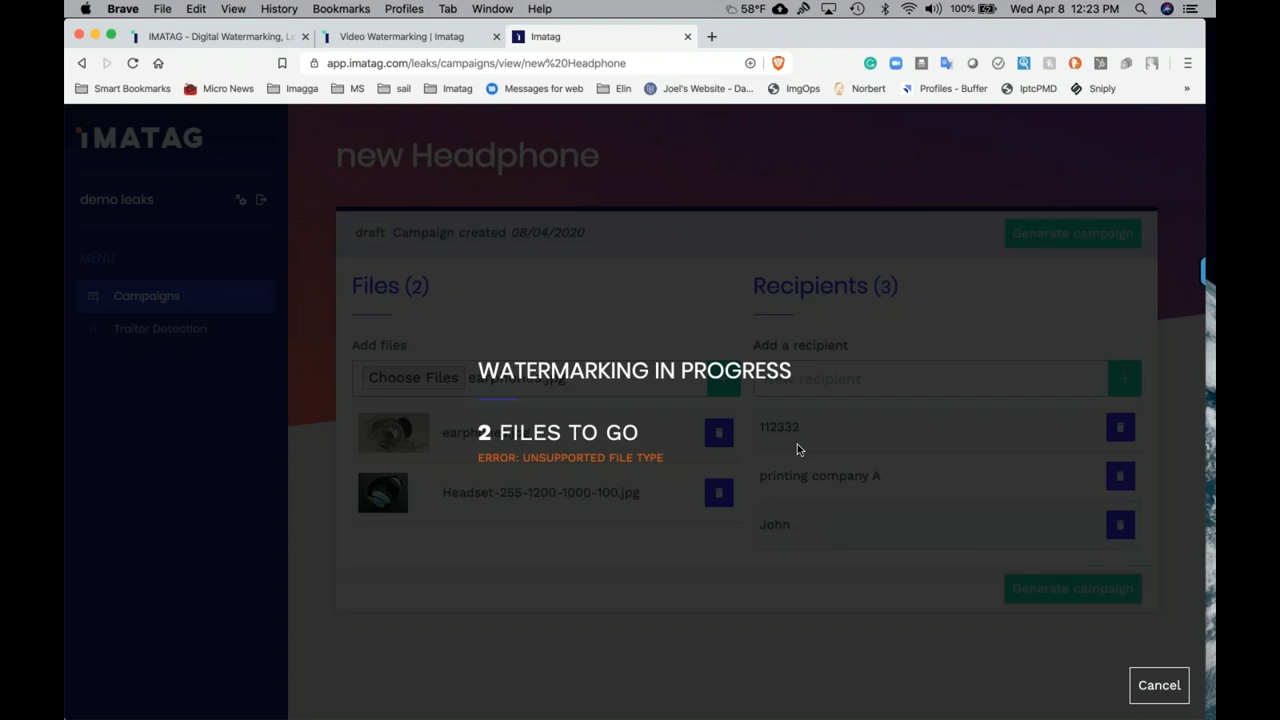 Brave File Edit View History Bookmarks Profiles Tab Window Help 58°F 100% Wed Apr 8 12:23 PM
IMATAG - Digital Watermarking, Le Video Watermarking | Imatag Imatag
app.imatag.com/leaks/campaigns/view/new%20Headphone
Smart Bookmarks Micro News Imagga MS sail Imatag Messages for web Elin Joel's Website - Da... ImgOps Norbert Profiles - Buffer IptcPMD Sniply »
IMATAG
new Headphone
demo leaks
draft Campaign created 08/04/2020 Generate campaign
MENU
Campaigns
Traitor Detection
Files (2)
Add files
Choose Files earphones.jpg
Headset-255-1200-1000-100.jpg
Recipients (3)
Add a recipient
New recipient
112332
printing company A
John
Generate campaign
WATERMARKING IN PROGRESS
2 FILES TO GO
ERROR: UNSUPPORTED FILE TYPE
Cancel